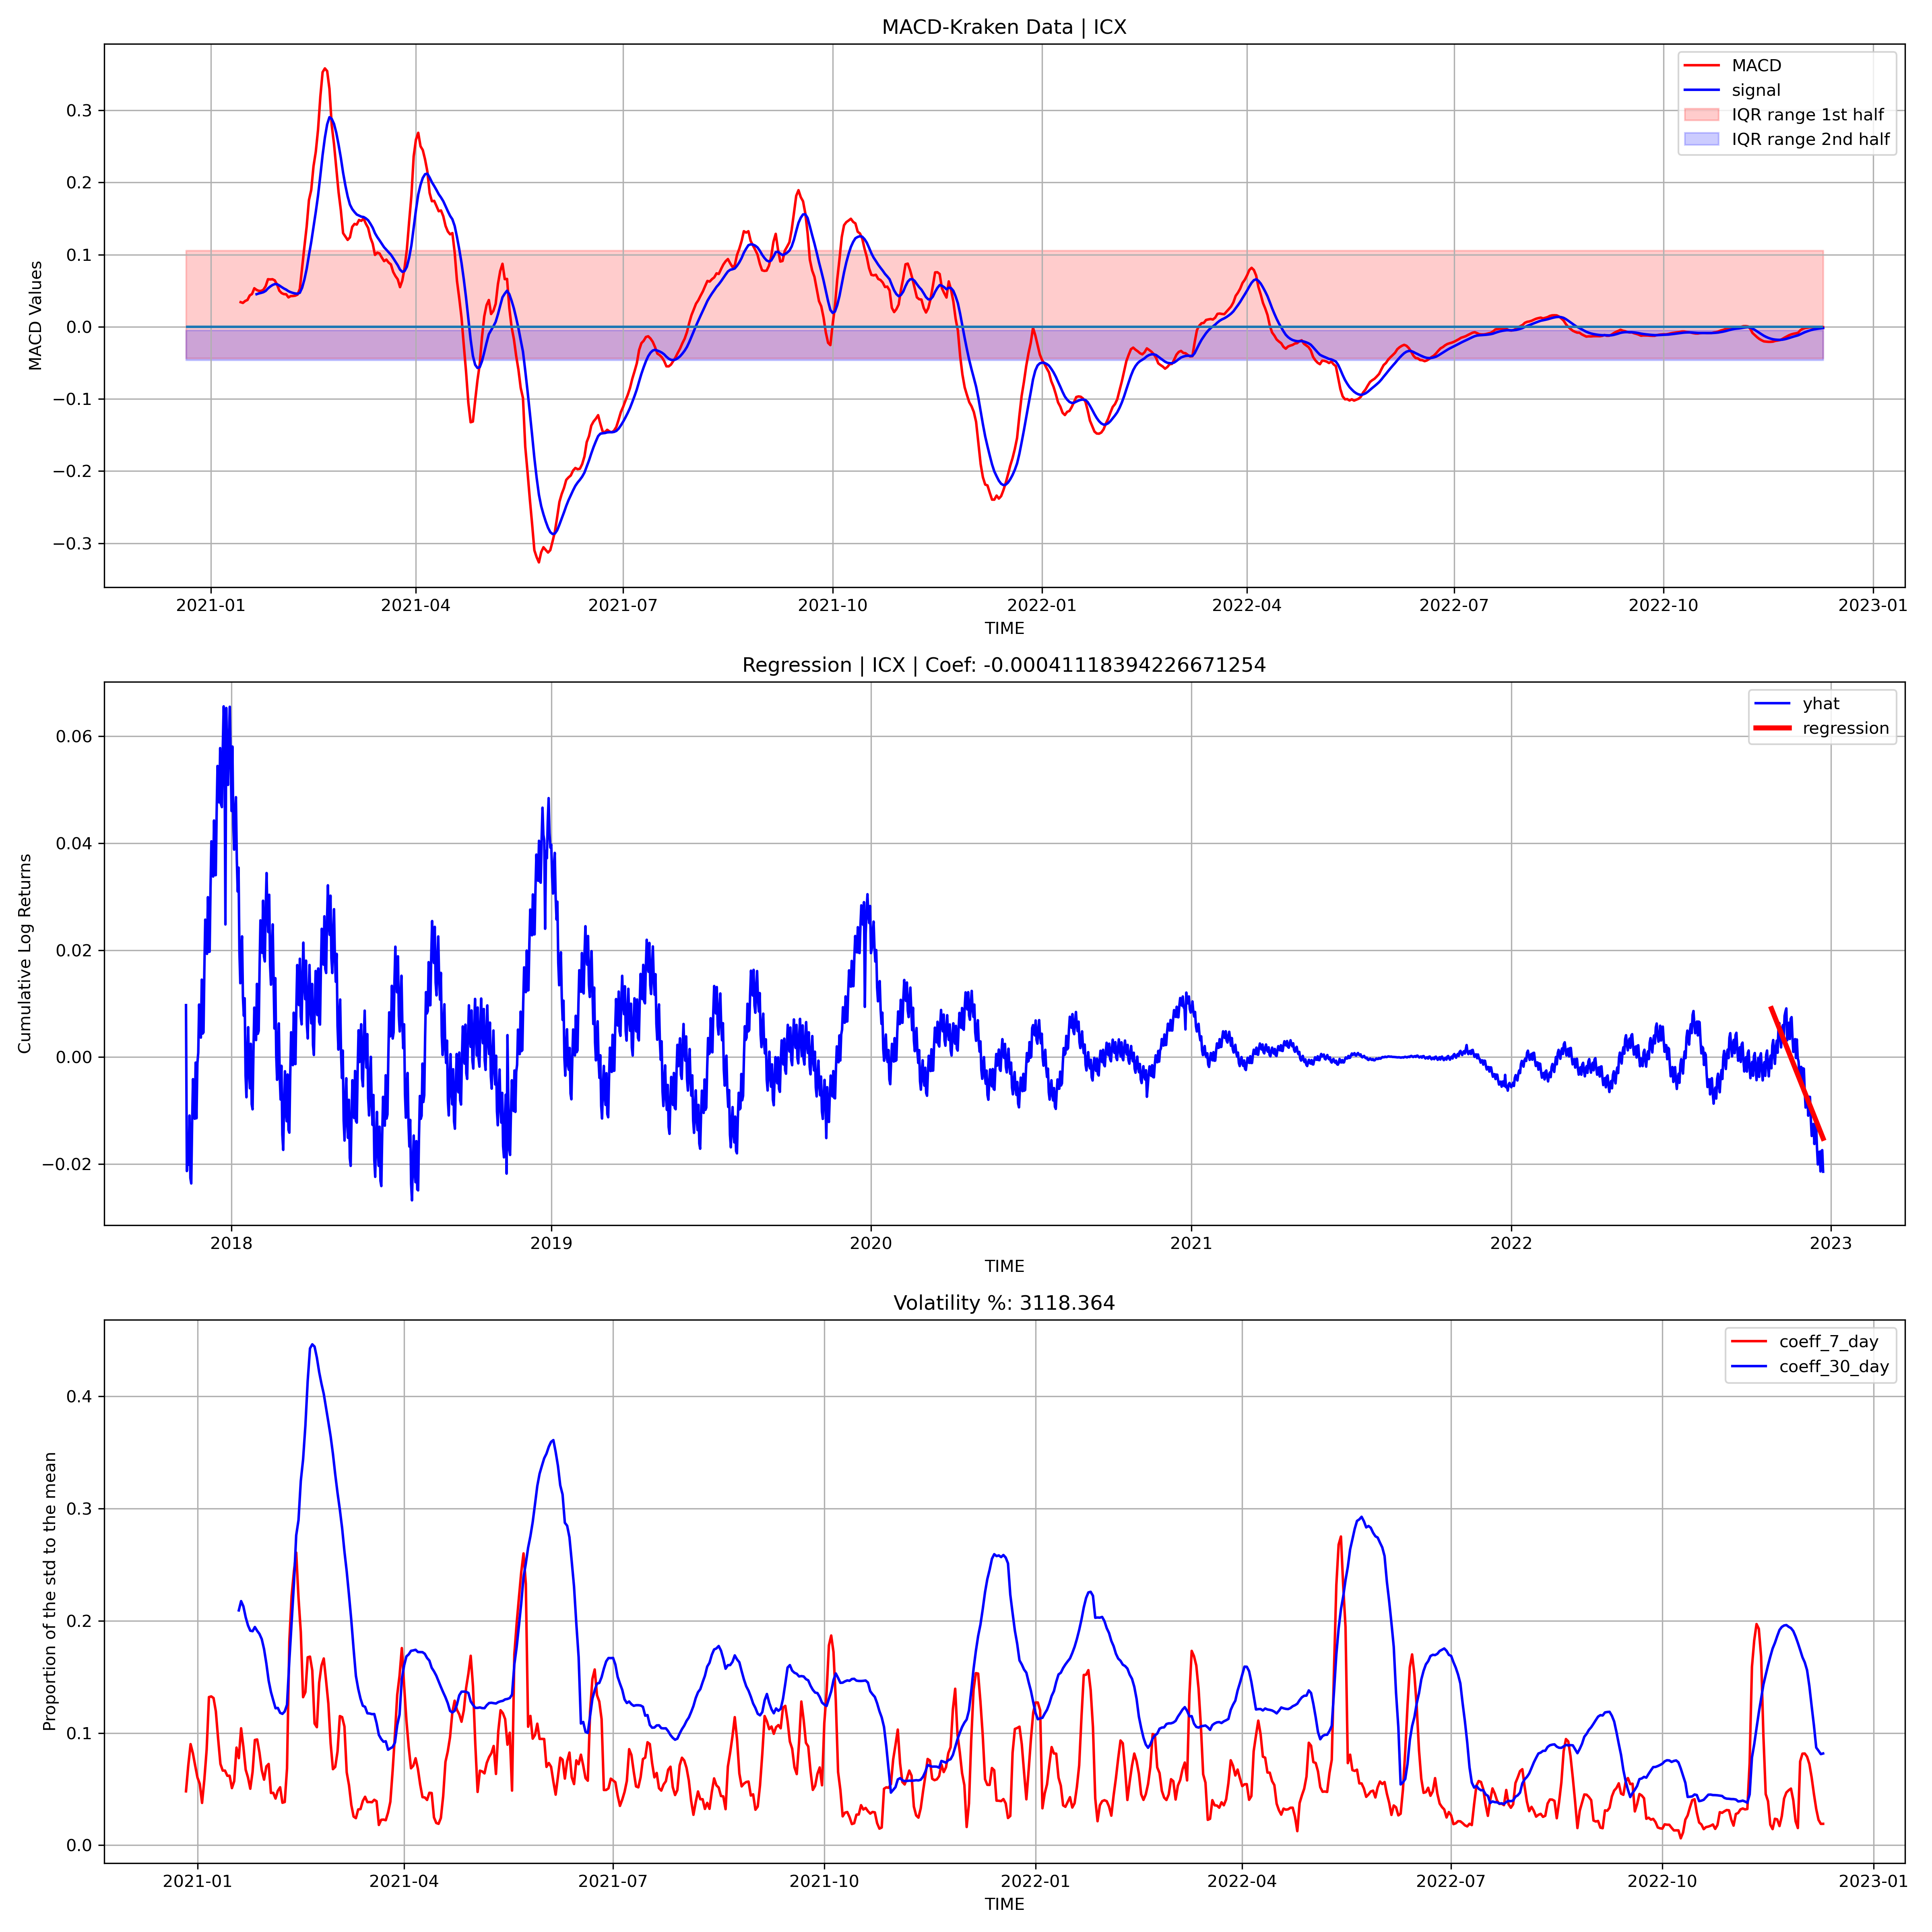 MACD-Kraken Data | ICX
MACD Values
0.3
0.2
0.1
0.0
−0.1
−0.2
−0.3
MACD
signal
IQR range 1st half
IQR range 2nd half
2021-01 2021-04 2021-07 2021-10 2022-01 2022-04 2022-07 2022-10 2023-01
TIME
Regression | ICX | Coef: -0.00041118394226671254
Cumulative Log Returns
0.06
0.04
0.02
0.00
−0.02
yhat
regression
2018 2019 2020 2021 2022 2023
TIME
Volatility %: 3118.364
Proportion of the std to the mean
0.4
0.3
0.2
0.1
0.0
coeff_7_day
coeff_30_day
2021-01 2021-04 2021-07 2021-10 2022-01 2022-04 2022-07 2022-10 2023-01
TIME